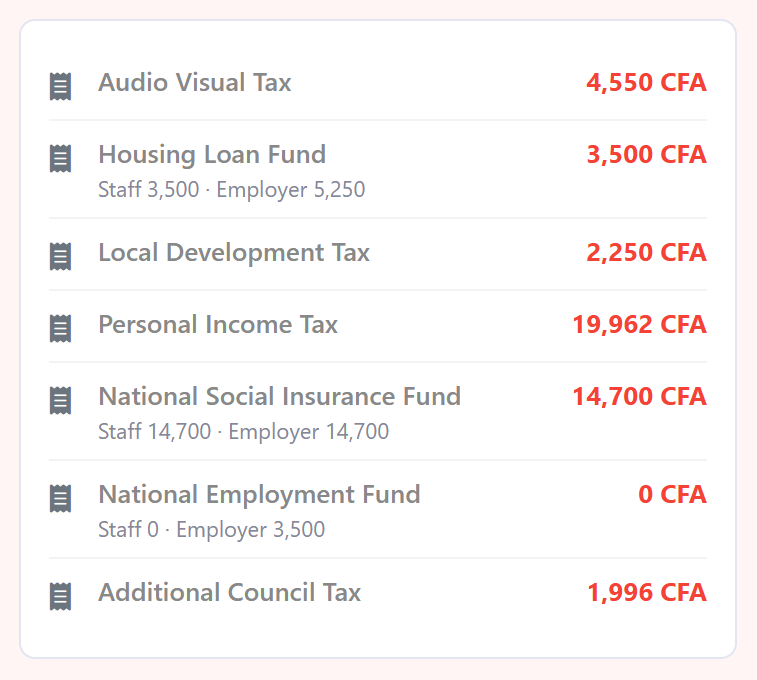 Audio Visual Tax 4,550 CFA
Housing Loan Fund 3,500 CFA
Staff 3,500 · Employer 5,250
Local Development Tax 2,250 CFA
Personal Income Tax 19,962 CFA
National Social Insurance Fund 14,700 CFA
Staff 14,700 · Employer 14,700
National Employment Fund 0 CFA
Staff 0 · Employer 3,500
Additional Council Tax 1,996 CFA